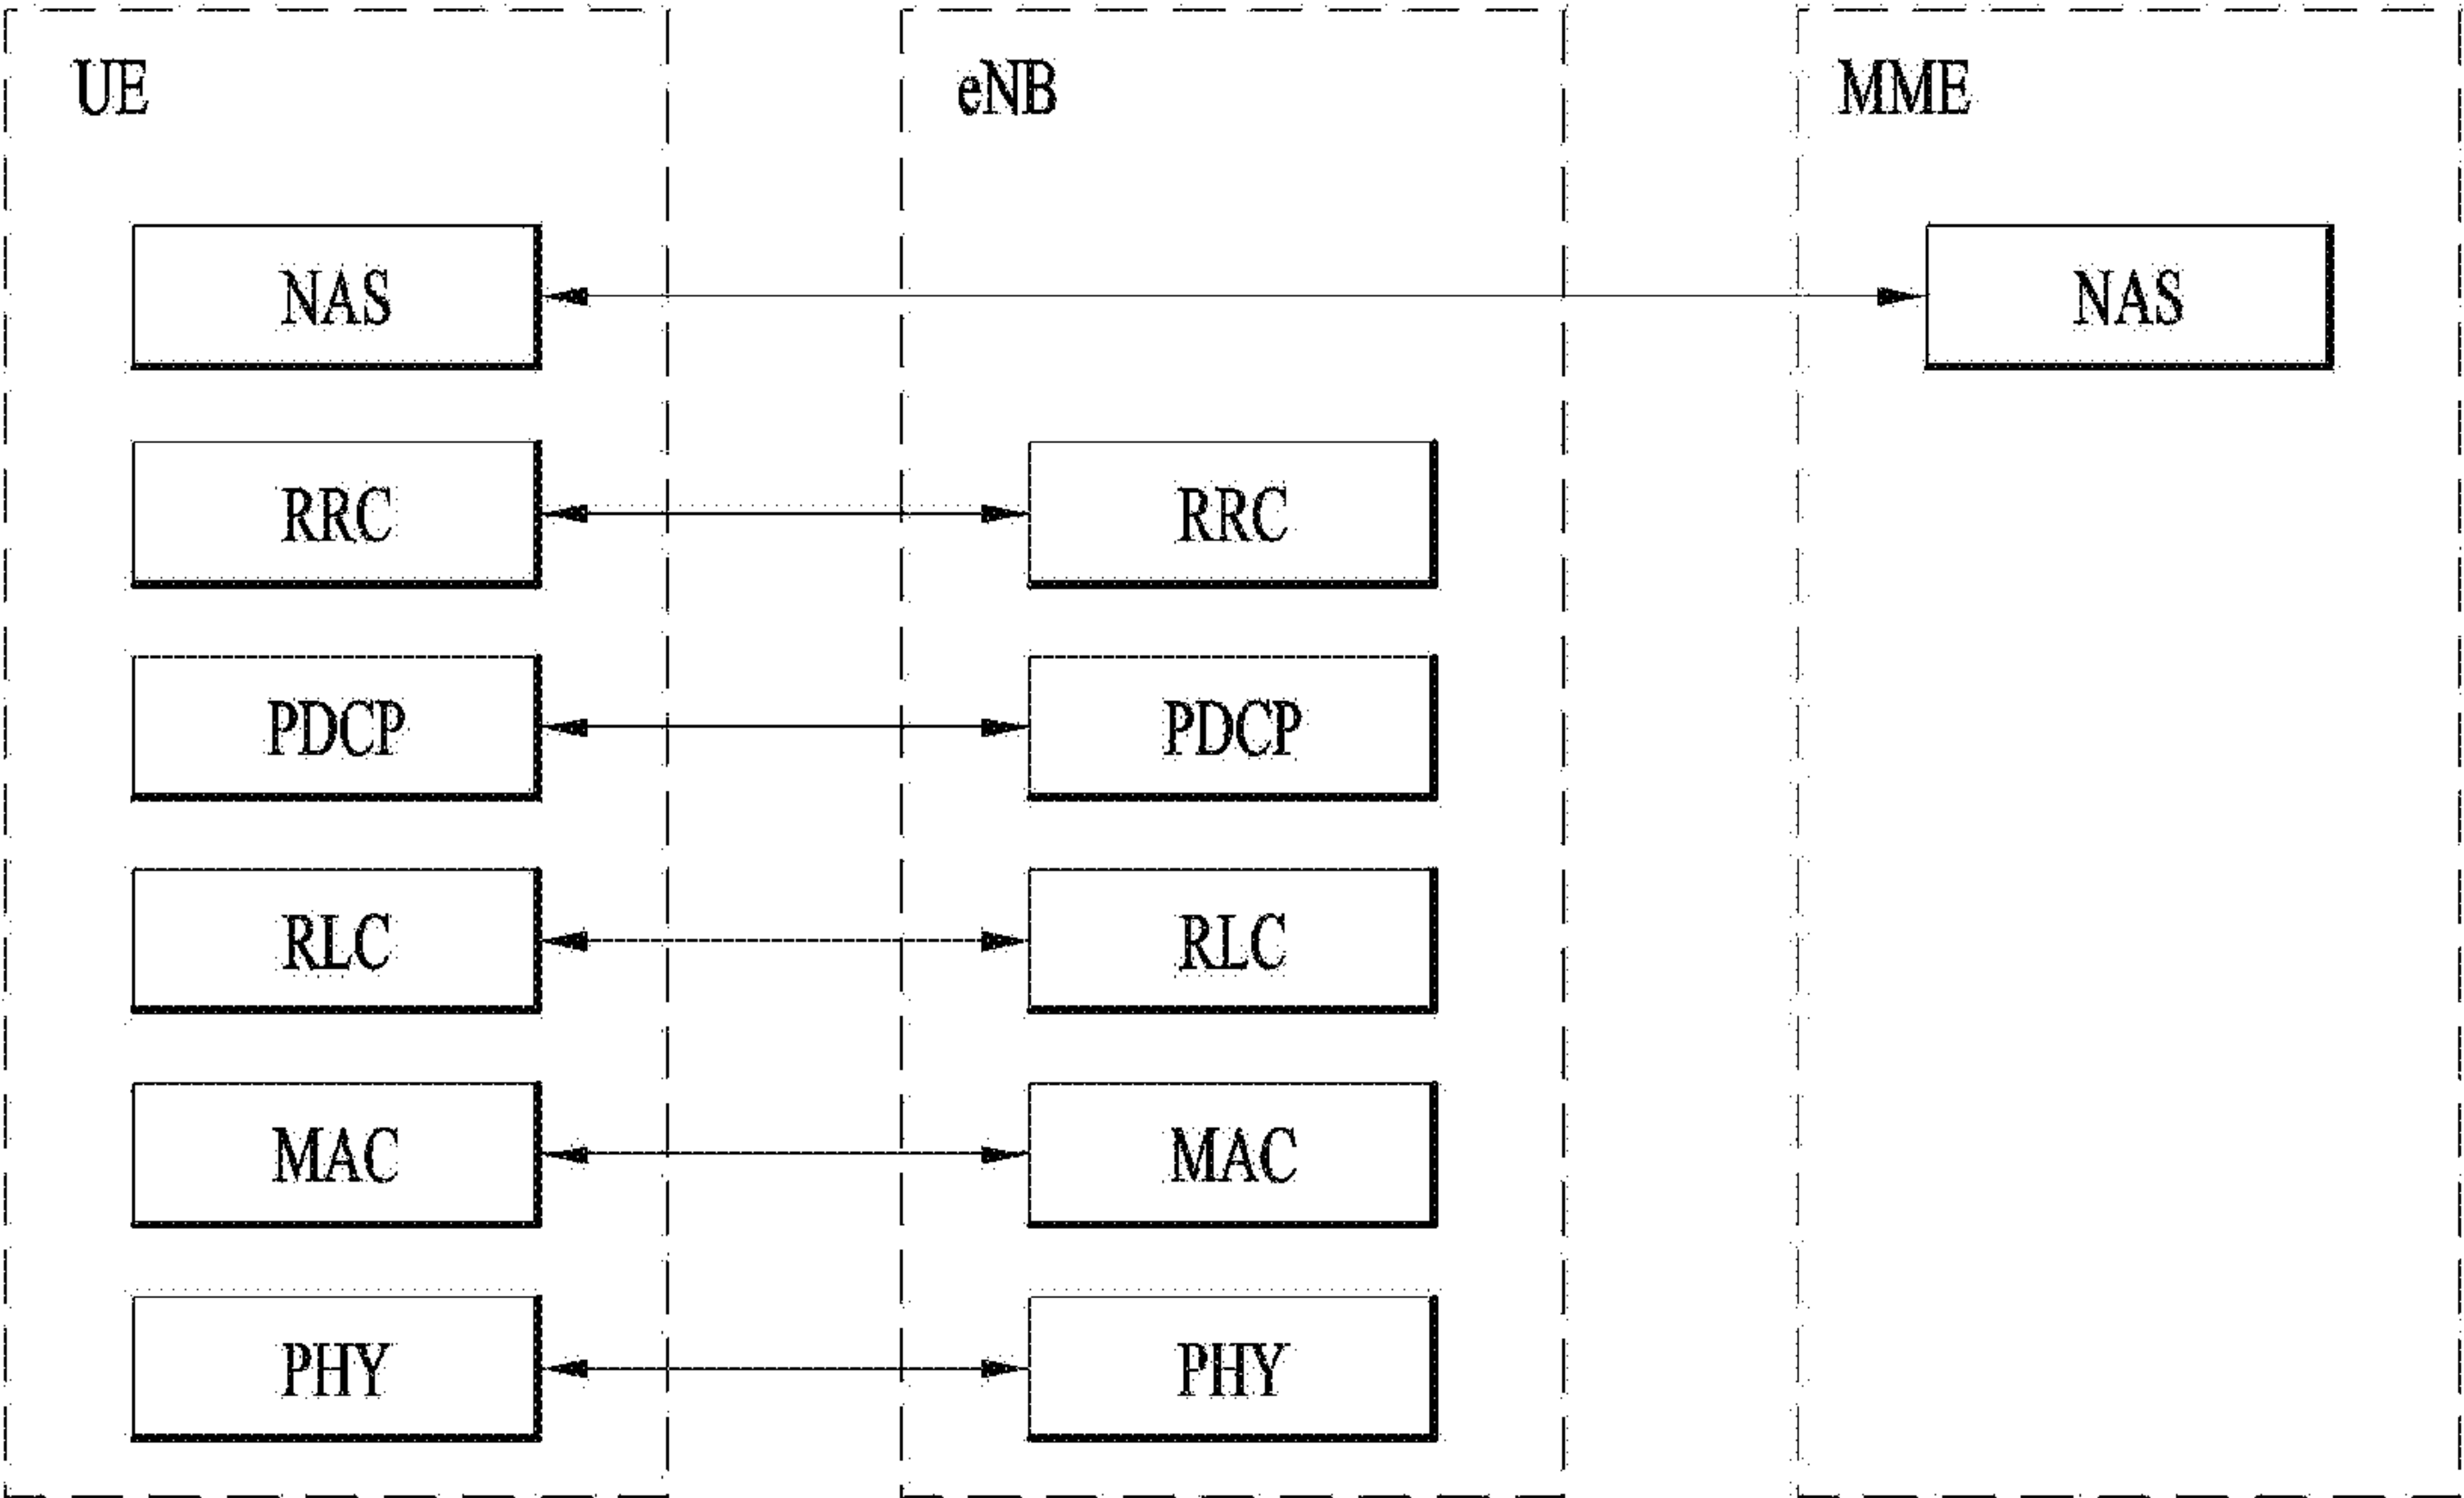 UE eNB MME
NAS NAS
RRC RRC
PDCP PDCP
RLC RLC
MAC MAC
PHY PHY